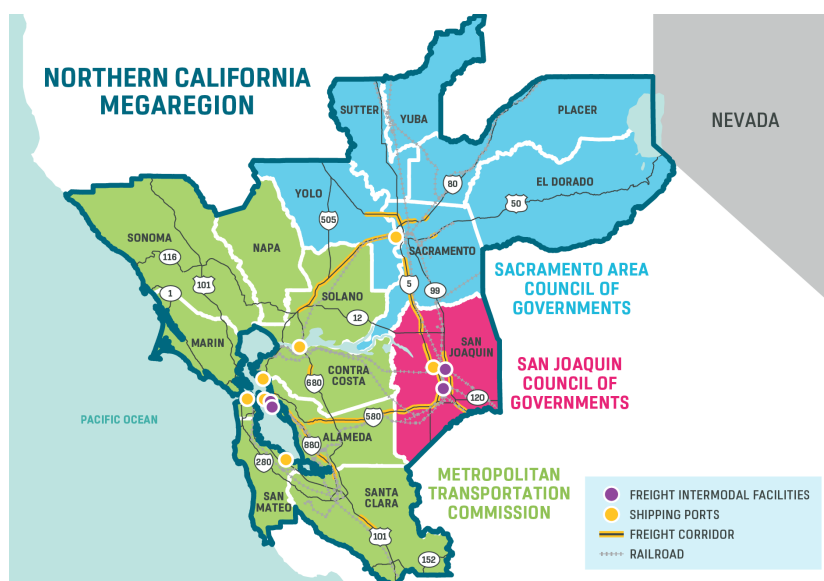 NORTHERN CALIFORNIA
MEGAREGION
NEVADA
SUTTER
YUBA
PLACER
EL DORADO
YOLO
80
50
505
SONOMA
NAPA
SACRAMENTO
116
101
1
SOLANO
5
99
12
SACRAMENTO AREA
COUNCIL OF
GOVERNMENTS
MARIN
SAN
JOAQUIN
CONTRA
COSTA
680
SAN JOAQUIN
COUNCIL OF
GOVERNMENTS
120
PACIFIC OCEAN
580
ALAMEDA
880
280
METROPOLITAN
TRANSPORTATION
COMMISSION
SAN
MATEO
SANTA
CLARA
101
152
FREIGHT INTERMODAL FACILITIES
SHIPPING PORTS
FREIGHT CORRIDOR
RAILROAD